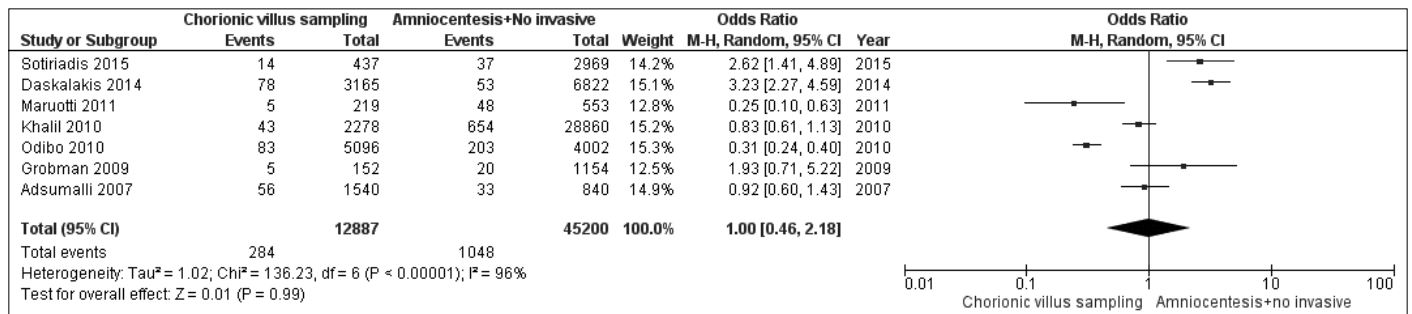 Chorionic villus sampling Amniocentesis+No invasive Odds Ratio Odds Ratio
Study or Subgroup Events Total Events Total Weight M-H, Random, 95% CI Year M-H, Random, 95% CI
Sotiriadis 2015 14 437 37 2969 14.2% 2.62 [1.41, 4.89] 2015
Daskalakis 2014 78 3165 53 6822 15.1% 3.23 [2.27, 4.59] 2014
Maruotti 2011 5 219 48 553 12.8% 0.25 [0.10, 0.63] 2011
Khalil 2010 43 2278 654 28860 15.2% 0.83 [0.61, 1.13] 2010
Odibo 2010 83 5096 203 4002 15.3% 0.31 [0.24, 0.40] 2010
Grobman 2009 5 152 20 1154 12.5% 1.93 [0.71, 5.22] 2009
Adsumalli 2007 56 1540 33 840 14.9% 0.92 [0.60, 1.43] 2007
Total (95% CI) 12887 45200 100.0% 1.00 [0.46, 2.18]
Total events 284 1048
Heterogeneity: Tau² = 1.02; Chi² = 136.23, df = 6 (P < 0.00001); I² = 96%
Test for overall effect: Z = 0.01 (P = 0.99)
0.01 0.1 1 10 100
Chorionic villus sampling Amniocentesis+no invasive